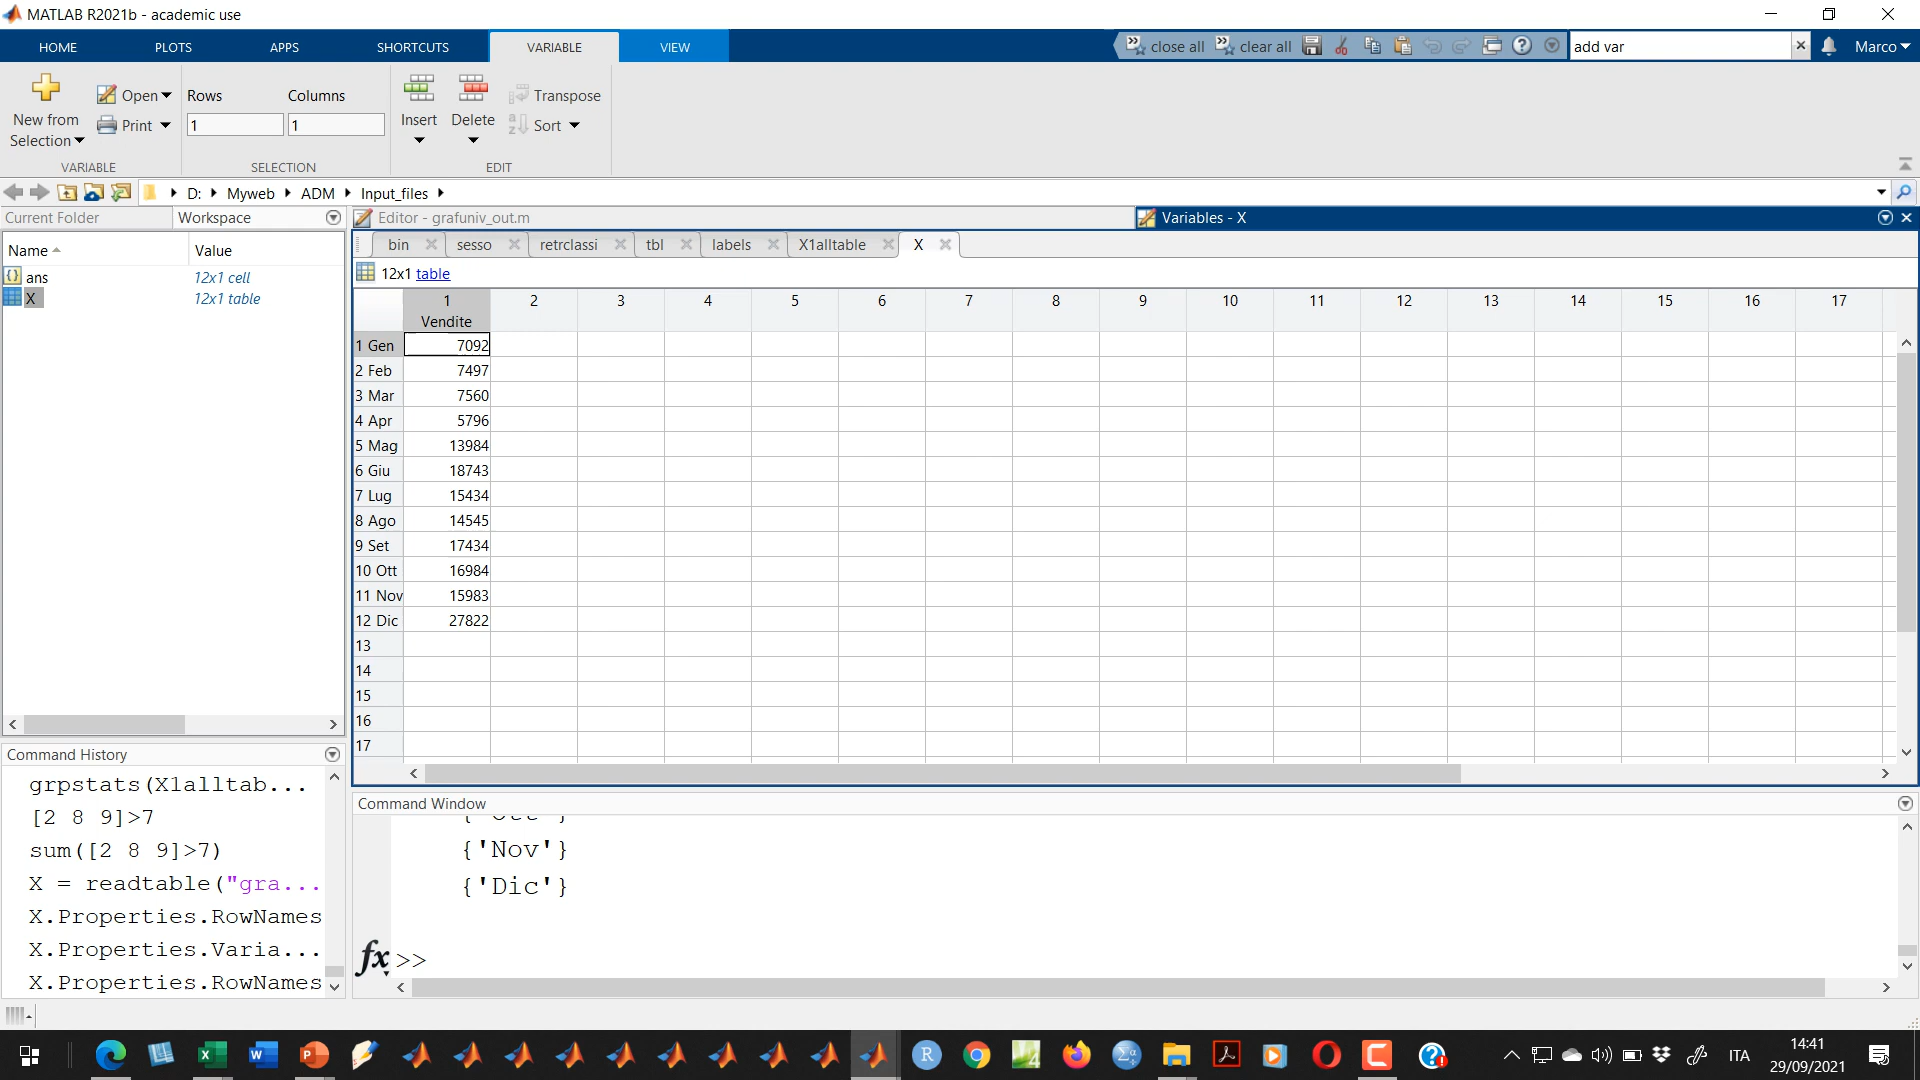 MATLAB R2021b - academic use
HOME PLOTS APPS SHORTCUTS VARIABLE VIEW close all clear all add var Marco
New from Selection Open Print Rows Columns Insert Delete Transpose Sort
1 1
VARIABLE SELECTION EDIT
D: Myweb ADM Input_files
Current Folder Workspace Editor - grafuniv_out.m Variables - X
Name Value
ans 12x1 cell
X 12x1 table
bin sesso retrclassi tbl labels X1alltable X
12x1 table
1 2 3 4 5 6 7 8 9 10 11 12 13 14 15 16 17
Vendite
1 Gen 7092
2 Feb 7497
3 Mar 7560
4 Apr 5796
5 Mag 13984
6 Giu 18743
7 Lug 15434
8 Ago 14545
9 Set 17434
10 Ott 16984
11 Nov 15983
12 Dic 27822
13
14
15
16
17
Command History
grpstats(X1alltab...
[2 8 9]>7
sum([2 8 9]>7)
X = readtable("gra...
X.Properties.RowNames
X.Properties.Varia...
X.Properties.RowNames
Command Window
{'Nov'}
{'Dic'}
fx >>
ITA 14:41
29/09/2021